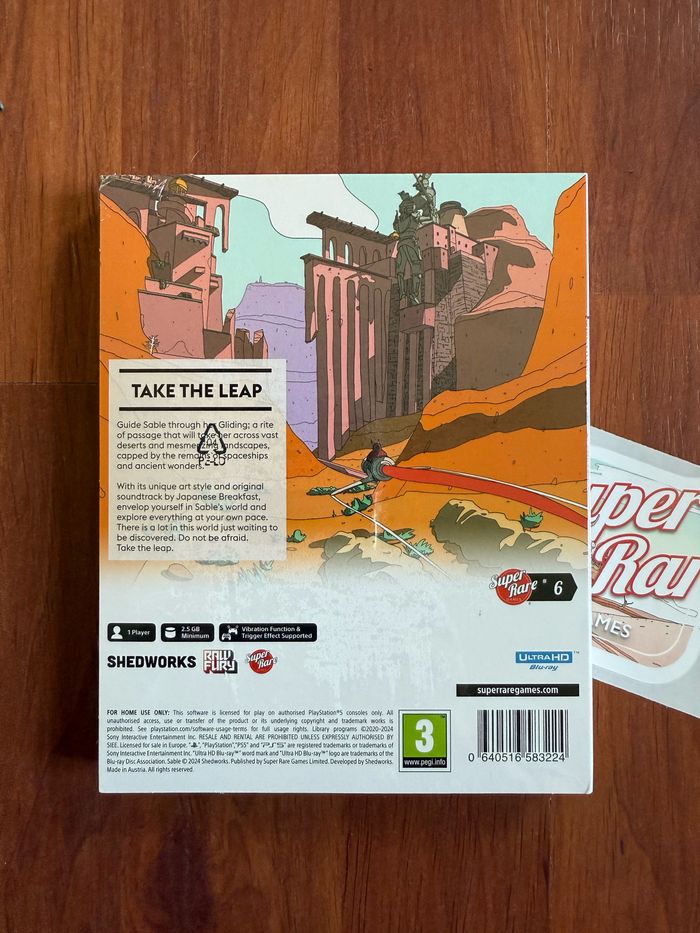 TAKE THE LEAP
Guide Sable through her Gliding; a rite
of passage that will take her across vast
deserts and mesmerizing landscapes,
capped by the remains of spaceships
and ancient wonders.
04
PE-LD
With its unique art style and original
soundtrack by Japanese Breakfast,
envelop yourself in Sable's world and
explore everything at your own pace.
There is a lot in this world just waiting to
be discovered. Do not be afraid.
Take the leap.
Super
Rare
GAMES
# 6
uper
Rar
MES
1 Player
2.5 GB
Minimum
Vibration Function &
Trigger Effect Supported
SHEDWORKS
RAW
FURY
Super
Rare
ULTRA HD
Blu-ray™
superraregames.com
FOR HOME USE ONLY: This software is licensed for play on authorised PlayStation®5 consoles only. All
unauthorised access, use or transfer of the product or its underlying copyright and trademark works is
prohibited. See playstation.com/software-usage-terms for full usage rights. Library programs ©2020-2024
Sony Interactive Entertainment Inc. RESALE AND RENTAL ARE PROHIBITED UNLESS EXPRESSLY AUTHORISED BY
SIEE. Licensed for sale in Europe. "PS", "PlayStation", "PS5" and "PS5" are registered trademarks or trademarks of
Sony Interactive Entertainment Inc. "Ultra HD Blu-ray™" word mark and "Ultra HD Blu-ray™" logo are trademarks of the
Blu-ray Disc Association. Sable © 2024 Shedworks. Published by Super Rare Games Limited. Developed by Shedworks.
Made in Austria. All rights reserved.
3
www.pegi.info
0 640516 583224